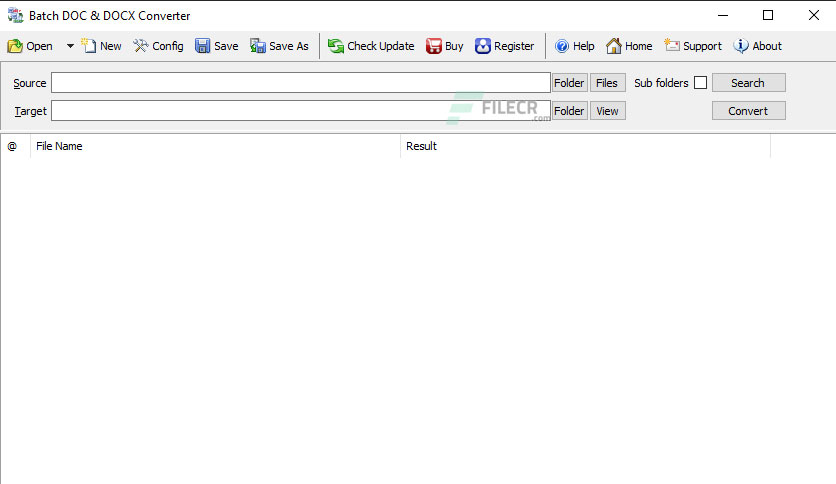 Batch DOC & DOCX Converter
Open New Config Save Save As Check Update Buy Register Help Home Support About
Source Folder Files Sub folders Search
Target Folder View Convert
FILECR
.com
@ File Name Result